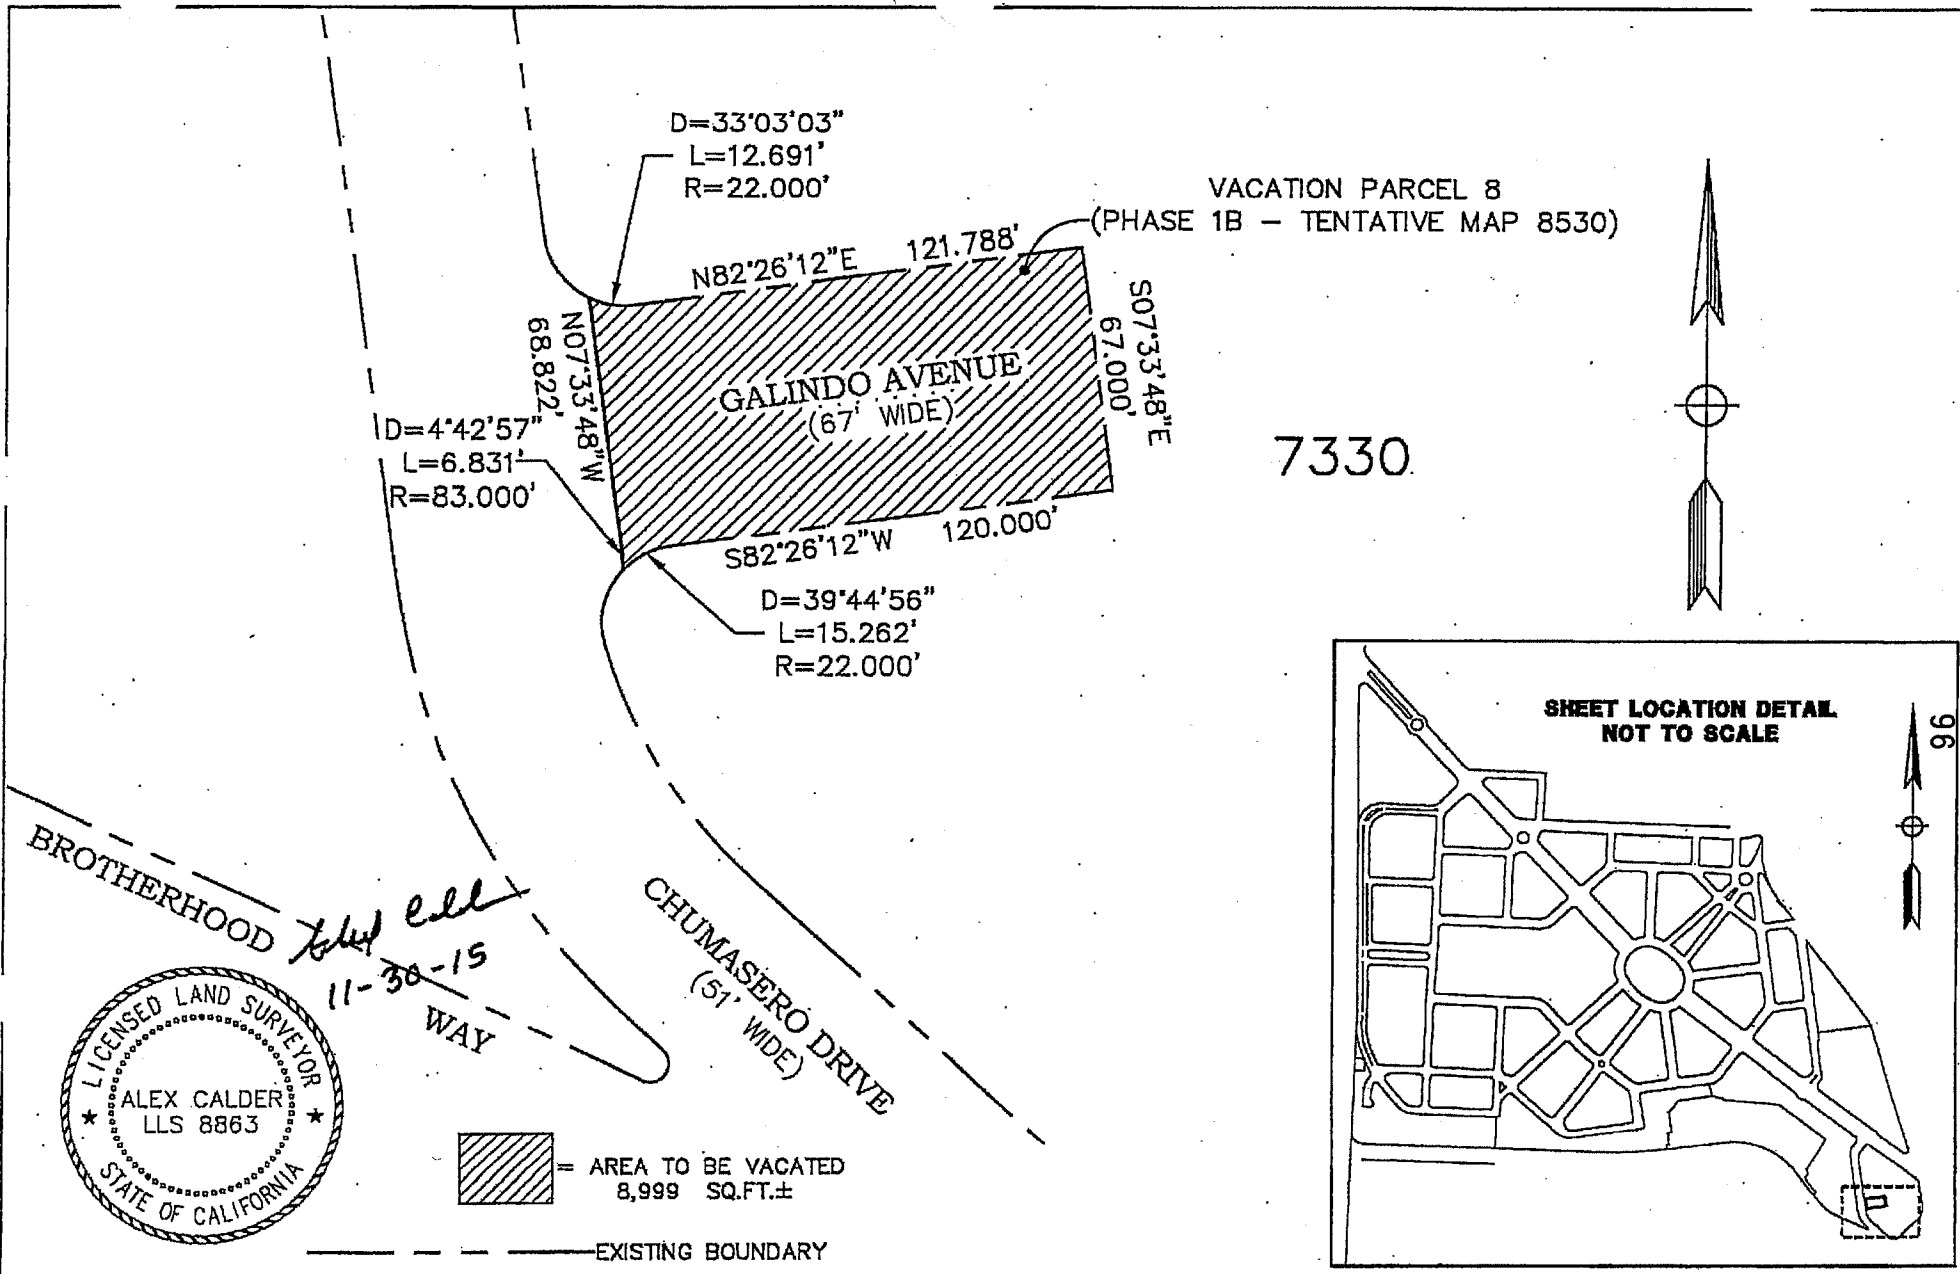 D=33°03'03"
L=12.691'
R=22.000'
VACATION PARCEL 8
(PHASE 1B – TENTATIVE MAP 8530)
N82°26'12"E 121.788'
S07°33'48"E
67.000'
N07°33'48"W
68.822'
GALINDO AVENUE
(67' WIDE)
D=4°42'57"
L=6.831'
R=83.000'
7330
S82°26'12"W 120.000'
D=39°44'56"
L=15.262'
R=22.000'
SHEET LOCATION DETAIL
NOT TO SCALE
96
BROTHERHOOD
WAY
11-30-15
CHUMASERO DRIVE
(51' WIDE)
LICENSED LAND SURVEYOR
ALEX CALDER
LLS 8863
STATE OF CALIFORNIA
= AREA TO BE VACATED
8,999 SQ.FT.±
EXISTING BOUNDARY